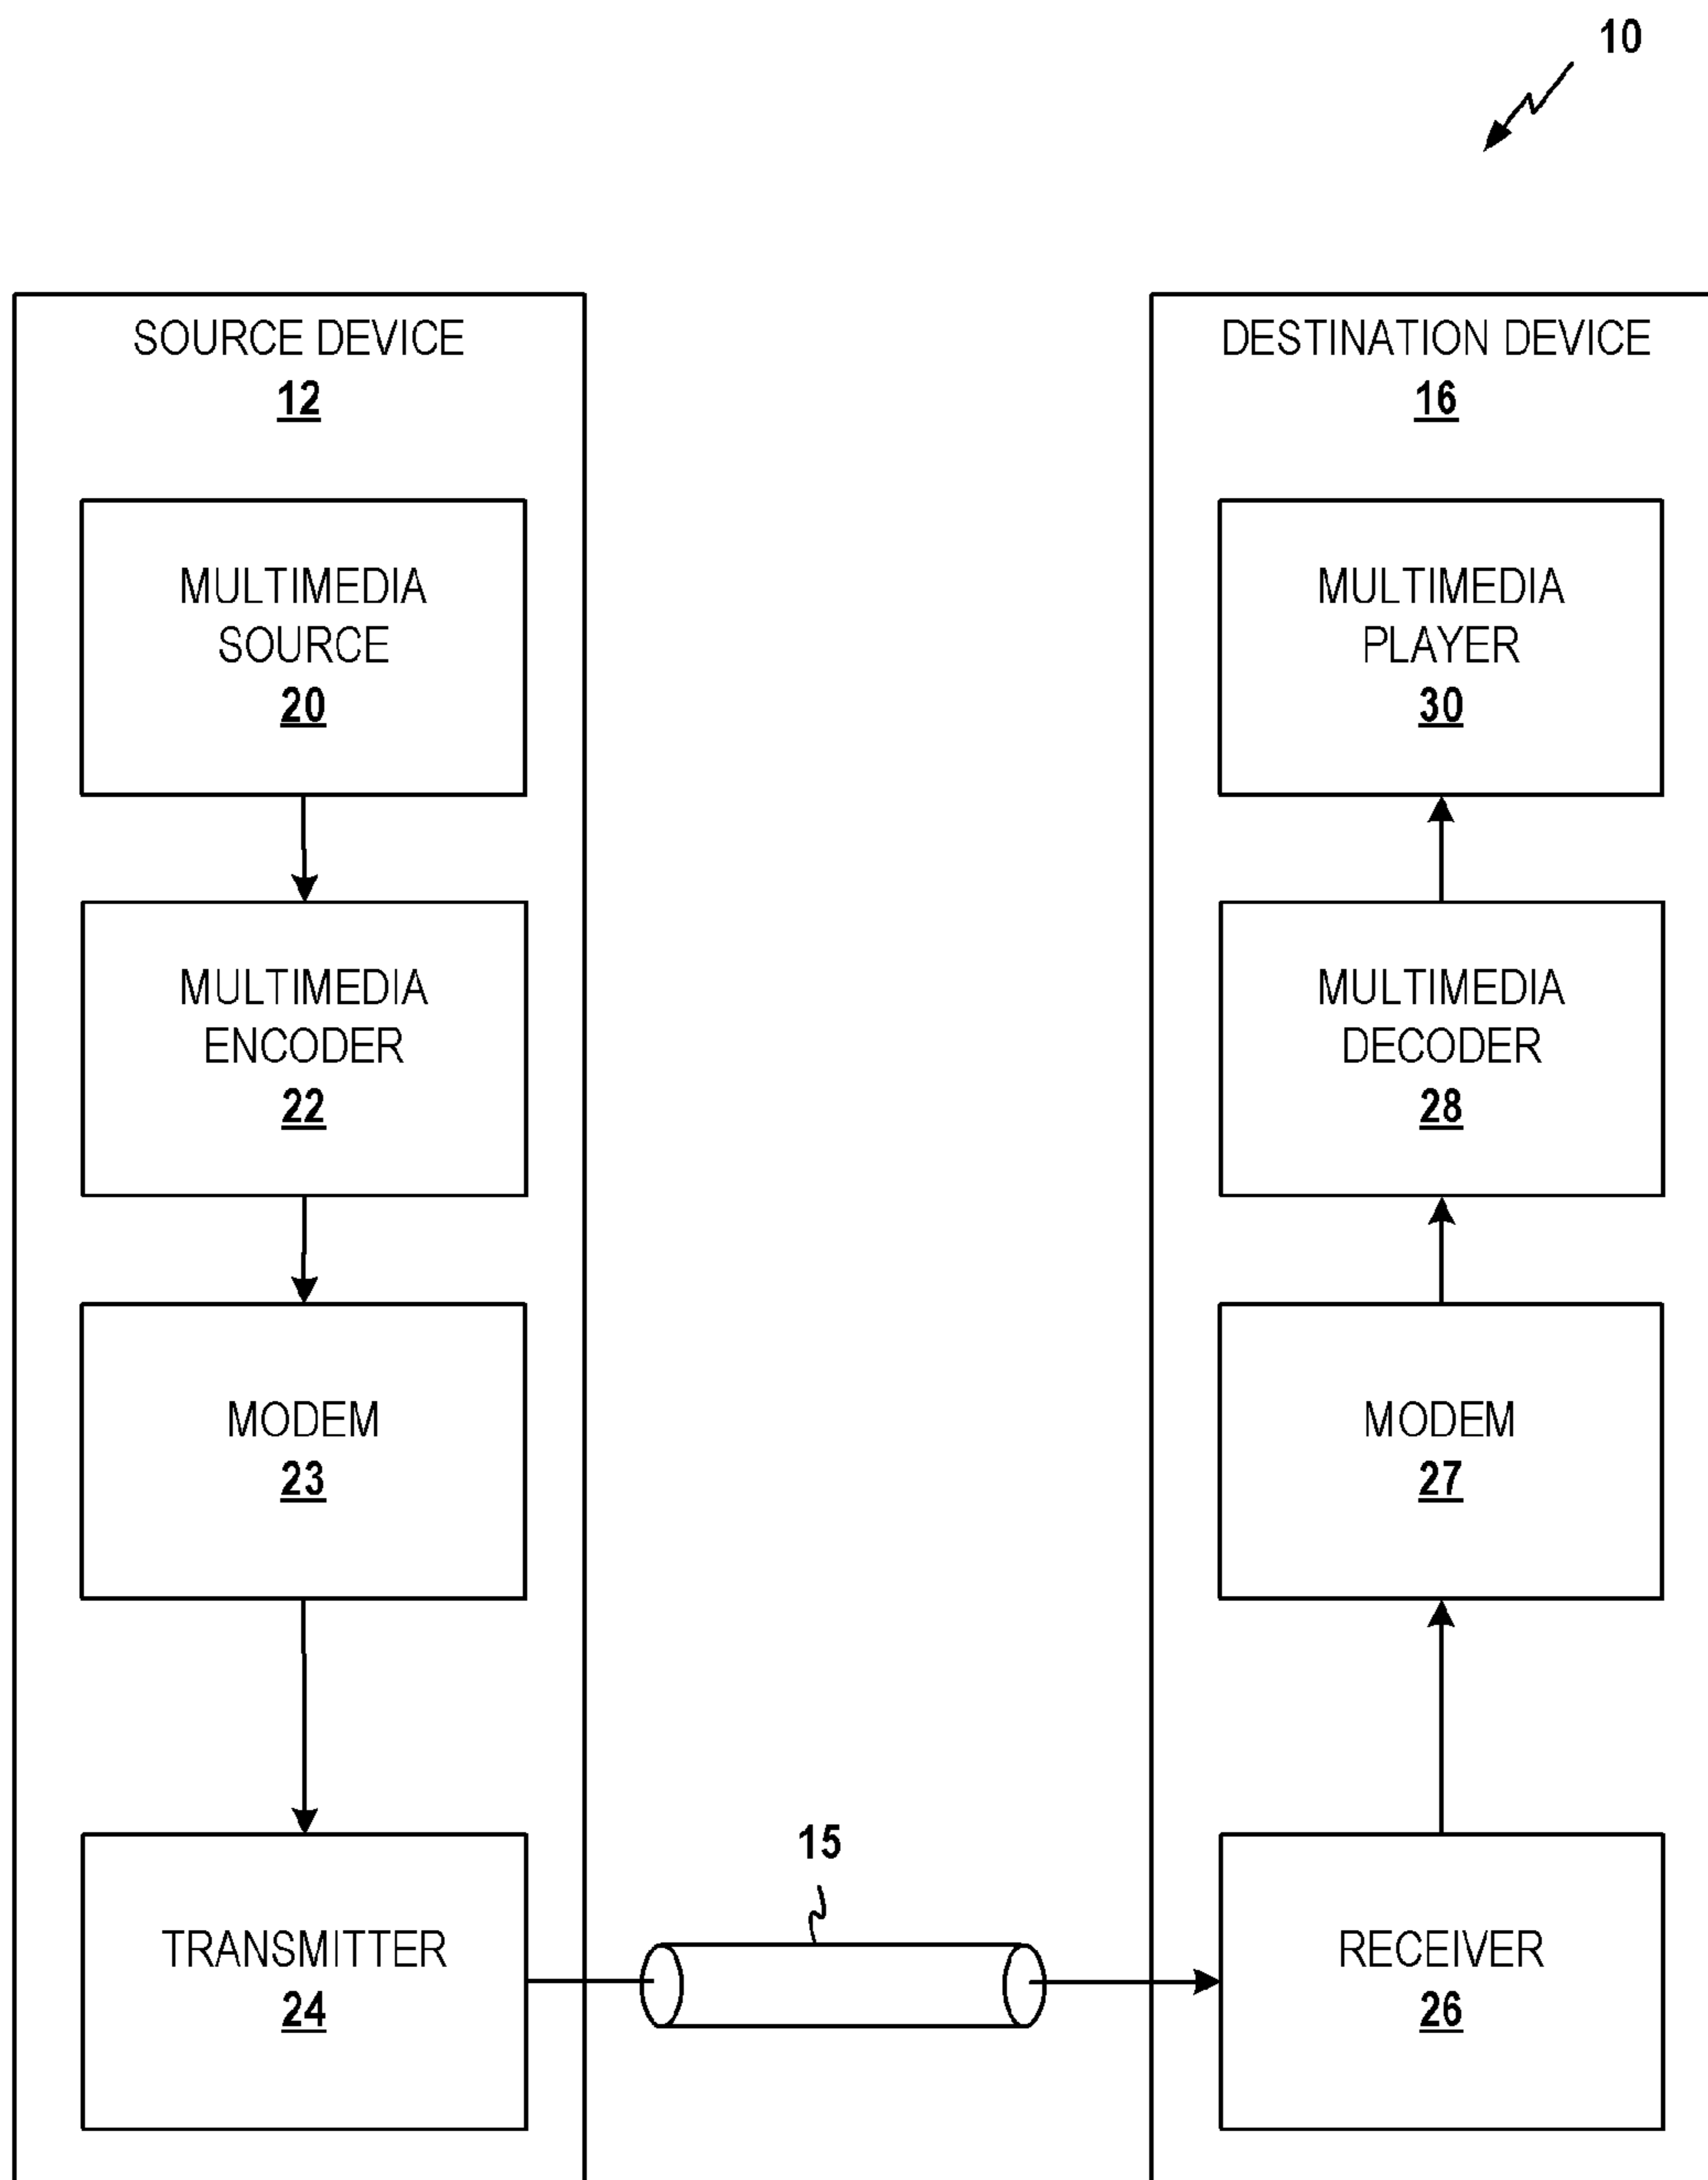 10
SOURCE DEVICE
12
MULTIMEDIA
SOURCE
20
MULTIMEDIA
ENCODER
22
MODEM
23
TRANSMITTER
24
15
DESTINATION DEVICE
16
MULTIMEDIA
PLAYER
30
MULTIMEDIA
DECODER
28
MODEM
27
RECEIVER
26